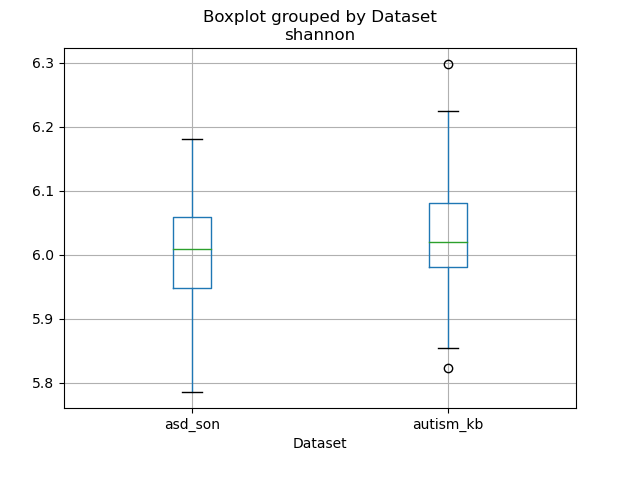 Boxplot grouped by Dataset
shannon
6.3
6.2
6.1
6.0
5.9
5.8
asd_son autism_kb
Dataset